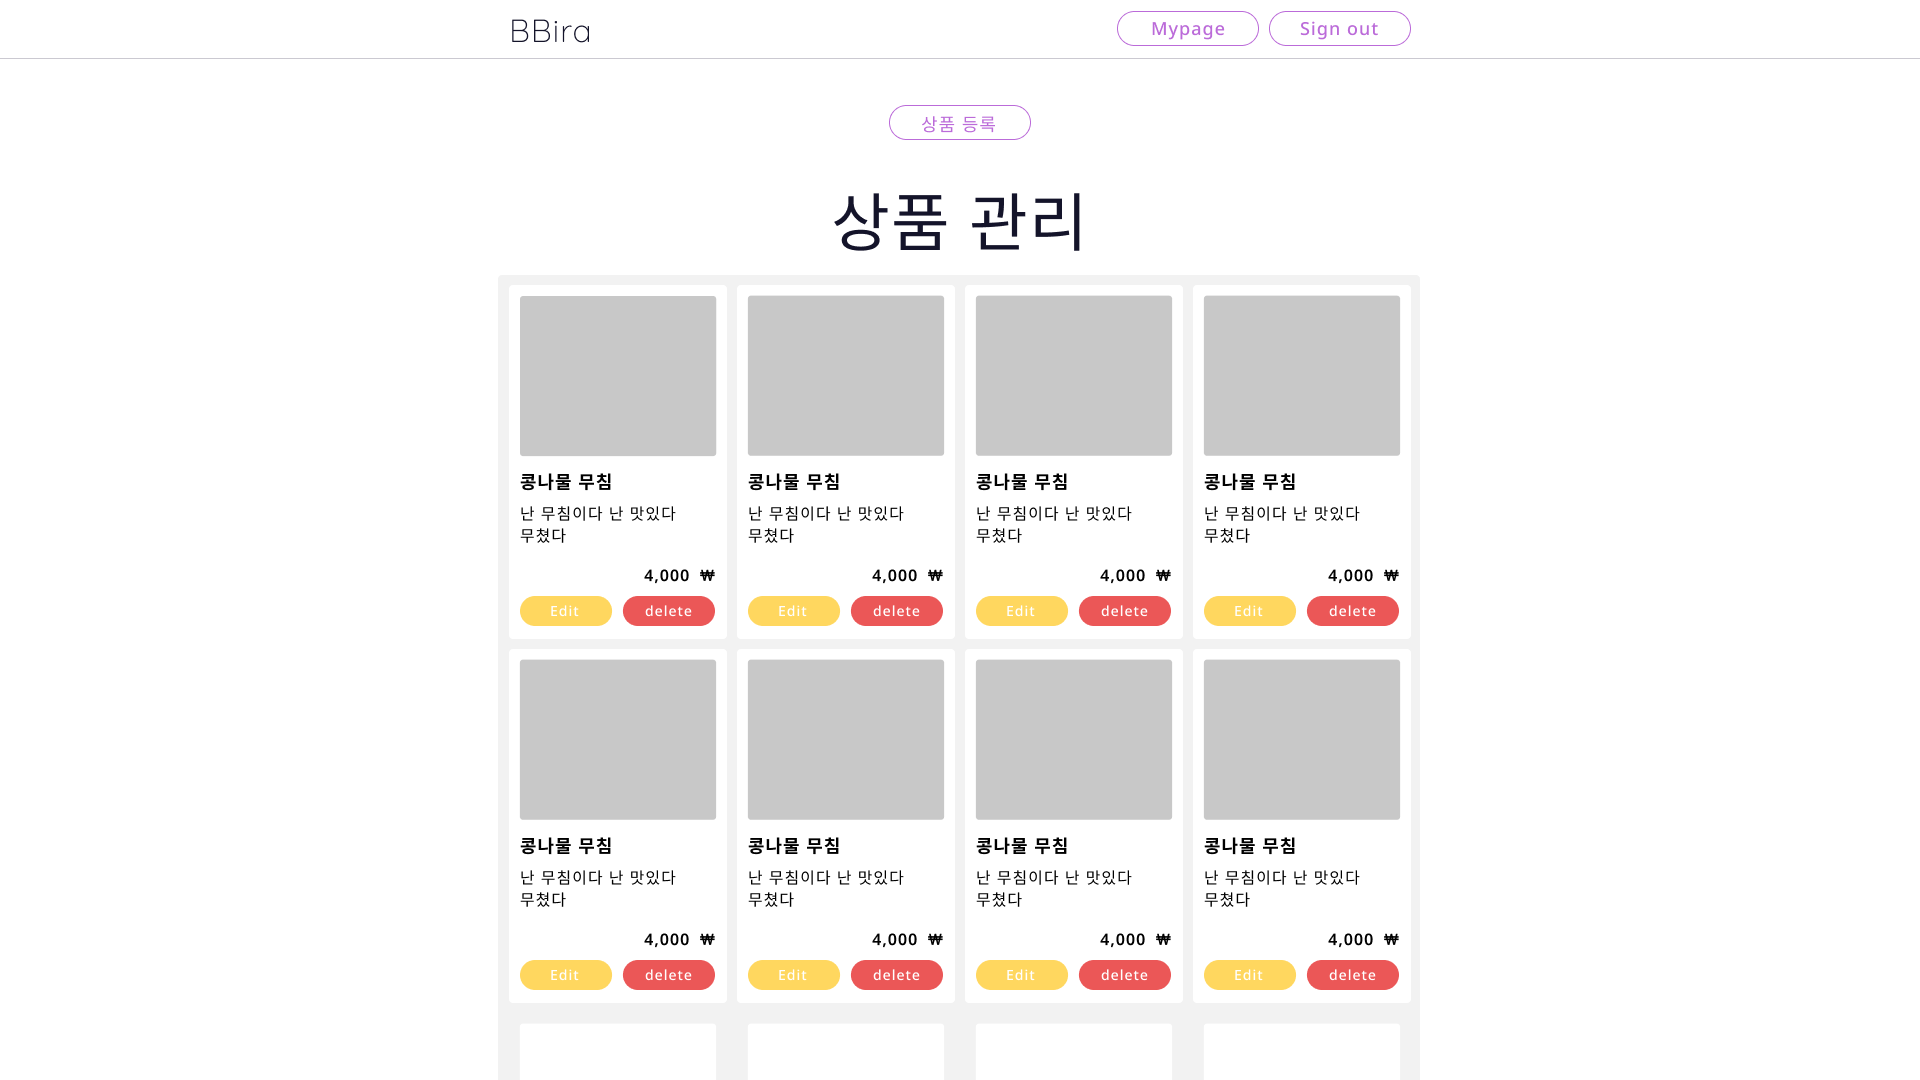 BBira
Mypage
Sign out
상품 등록
상품 관리
콩나물 무침
난 무침이다 난 맛있다
무쳤다
4,000 ₩
Edit
delete
콩나물 무침
난 무침이다 난 맛있다
무쳤다
4,000 ₩
Edit
delete
콩나물 무침
난 무침이다 난 맛있다
무쳤다
4,000 ₩
Edit
delete
콩나물 무침
난 무침이다 난 맛있다
무쳤다
4,000 ₩
Edit
delete
콩나물 무침
난 무침이다 난 맛있다
무쳤다
4,000 ₩
Edit
delete
콩나물 무침
난 무침이다 난 맛있다
무쳤다
4,000 ₩
Edit
delete
콩나물 무침
난 무침이다 난 맛있다
무쳤다
4,000 ₩
Edit
delete
콩나물 무침
난 무침이다 난 맛있다
무쳤다
4,000 ₩
Edit
delete